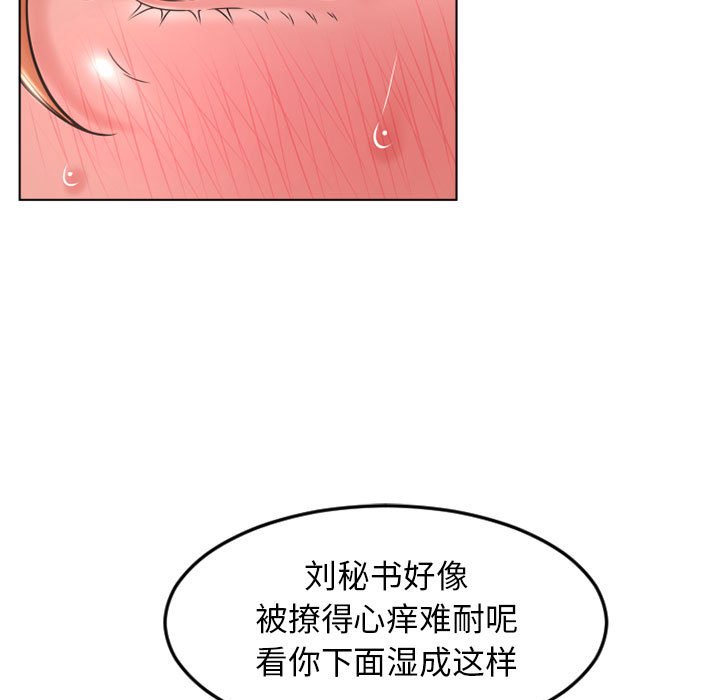 刘秘书好像
被撩得心痒难耐呢
看你下面湿成这样